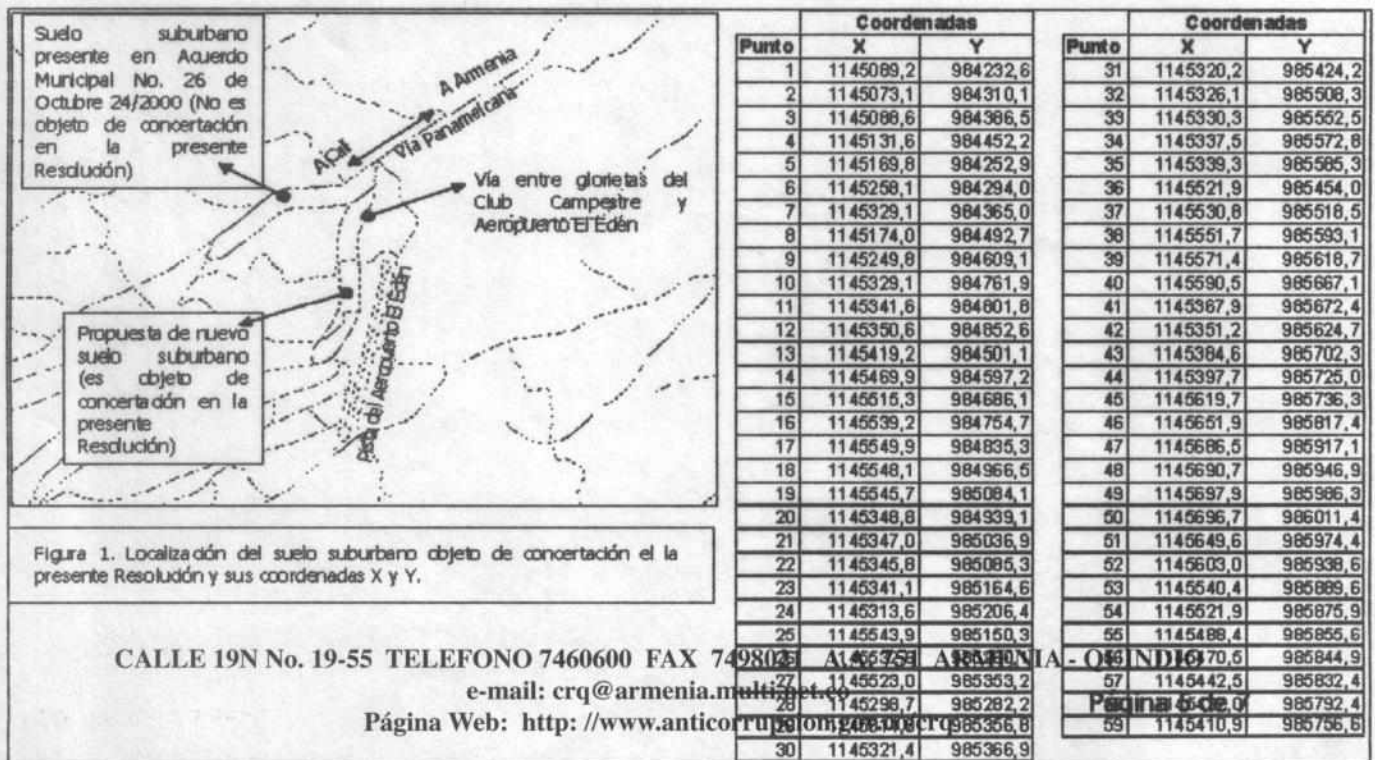 Suelo suburbano
presente en Acuerdo
Municipal No. 26 de
Octubre 24/2000 (No es
objeto de concertación
en la presente
Resolución)
A Armenia
A Cali
Vía Panamericana
Vía entre glorietas del
Club Campestre y
Aeropuerto El Edén
Pista del Aeropuerto El Edén
Propuesta de nuevo
suelo suburbano
(es objeto de
concertación en la
presente
Resolución)
Figura 1. Localización del suelo suburbano objeto de concertación el la
presente Resolución y sus coordenadas X y Y.
Coordenadas
Punto X Y
1 1145089,2 984232,6
2 1145073,1 984310,1
3 1145088,6 984386,5
4 1145131,6 984452,2
5 1145169,8 984252,9
6 1145258,1 984294,0
7 1145329,1 984365,0
8 1145174,0 984492,7
9 1145249,8 984609,1
10 1145329,1 984761,9
11 1145341,6 984801,8
12 1145350,6 984852,6
13 1145419,2 984501,1
14 1145469,9 984597,2
15 1145515,3 984686,1
16 1145539,2 984754,7
17 1145549,9 984835,3
18 1145548,1 984966,5
19 1145545,7 985084,1
20 1145348,8 984939,1
21 1145347,0 985036,9
22 1145345,8 985085,3
23 1145341,1 985164,6
24 1145313,6 985206,4
25 1145543,9 985150,3
27 1145523,0 985353,2
28 1145298,7 985282,2
985356,8
30 1145321,4 985366,9
Coordenadas
Punto X Y
31 1145320,2 985424,2
32 1145326,1 985508,3
33 1145330,3 985552,5
34 1145337,5 985572,8
35 1145339,3 985585,3
36 1145521,9 985454,0
37 1145530,8 985518,5
38 1145551,7 985593,1
39 1145571,4 985618,7
40 1145590,5 985667,1
41 1145367,9 985672,4
42 1145351,2 985624,7
43 1145384,6 985702,3
44 1145397,7 985725,0
45 1145619,7 985736,3
46 1145651,9 985817,4
47 1145686,5 985917,1
48 1145690,7 985946,9
49 1145697,9 985986,3
50 1145696,7 986011,4
51 1145649,6 985974,4
52 1145603,0 985938,6
53 1145540,4 985889,6
54 1145521,9 985875,9
55 1145488,4 985855,6
985844,9
57 1145442,5 985832,4
985792,4
59 1145410,9 985756,6
CALLE 19N No. 19-55 TELEFONO 7460600 FAX 7498021 A.A. 751 ARMENIA - QUINDIO
e-mail: crq@armenia.multi.net.co
Página Web: http: //www.anticorrupcion.gov.co/crq
Página 5 de 7